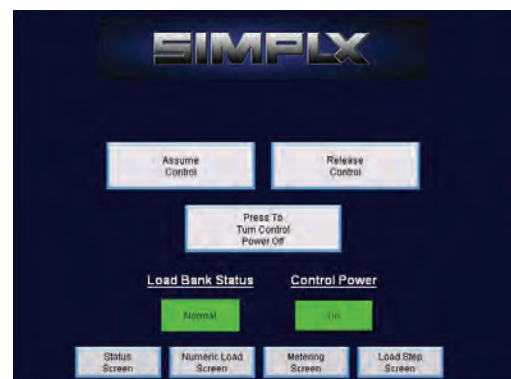 SIMPLX
Assume
Control
Release
Control
Press To
Turn Control
Power Off
Load Bank Status
Control Power
Normal
On
Status
Screen
Numeric Load
Screen
Metering
Screen
Load Step
Screen